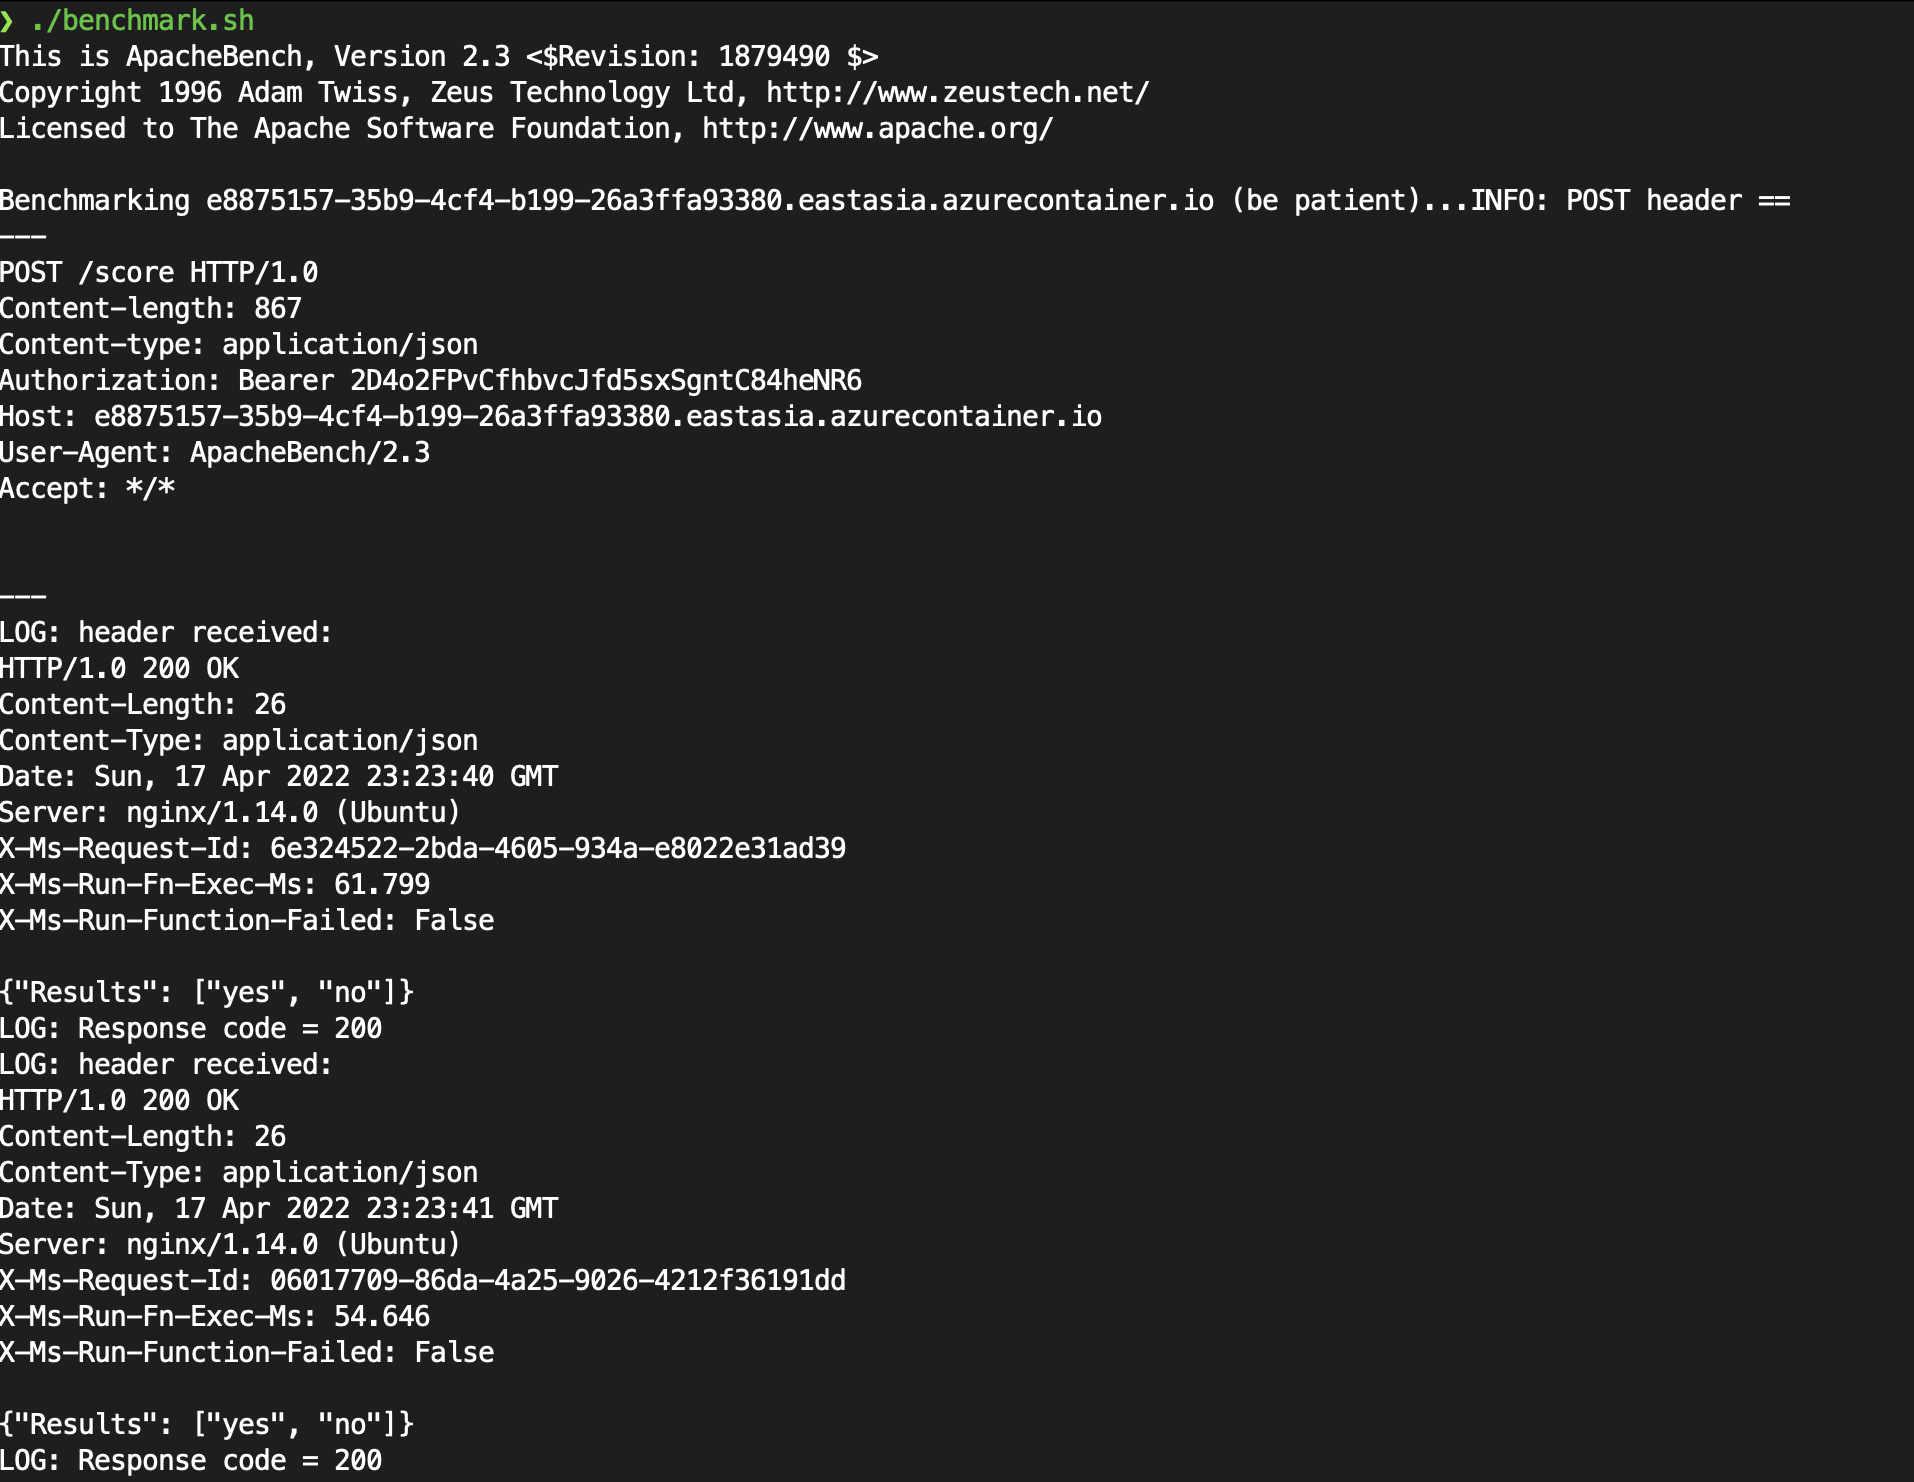 ❯ ./benchmark.sh
This is ApacheBench, Version 2.3 <$Revision: 1879490 $>
Copyright 1996 Adam Twiss, Zeus Technology Ltd, http://www.zeustech.net/
Licensed to The Apache Software Foundation, http://www.apache.org/
Benchmarking e8875157-35b9-4cf4-b199-26a3ffa93380.eastasia.azurecontainer.io (be patient)...INFO: POST header ==
---
POST /score HTTP/1.0
Content-length: 867
Content-type: application/json
Authorization: Bearer 2D4o2FPvCfhbvcJfd5sxSgntC84heNR6
Host: e8875157-35b9-4cf4-b199-26a3ffa93380.eastasia.azurecontainer.io
User-Agent: ApacheBench/2.3
Accept: */*
---
LOG: header received:
HTTP/1.0 200 OK
Content-Length: 26
Content-Type: application/json
Date: Sun, 17 Apr 2022 23:23:40 GMT
Server: nginx/1.14.0 (Ubuntu)
X-Ms-Request-Id: 6e324522-2bda-4605-934a-e8022e31ad39
X-Ms-Run-Fn-Exec-Ms: 61.799
X-Ms-Run-Function-Failed: False
{"Results": ["yes", "no"]}
LOG: Response code = 200
LOG: header received:
HTTP/1.0 200 OK
Content-Length: 26
Content-Type: application/json
Date: Sun, 17 Apr 2022 23:23:41 GMT
Server: nginx/1.14.0 (Ubuntu)
X-Ms-Request-Id: 06017709-86da-4a25-9026-4212f36191dd
X-Ms-Run-Fn-Exec-Ms: 54.646
X-Ms-Run-Function-Failed: False
{"Results": ["yes", "no"]}
LOG: Response code = 200